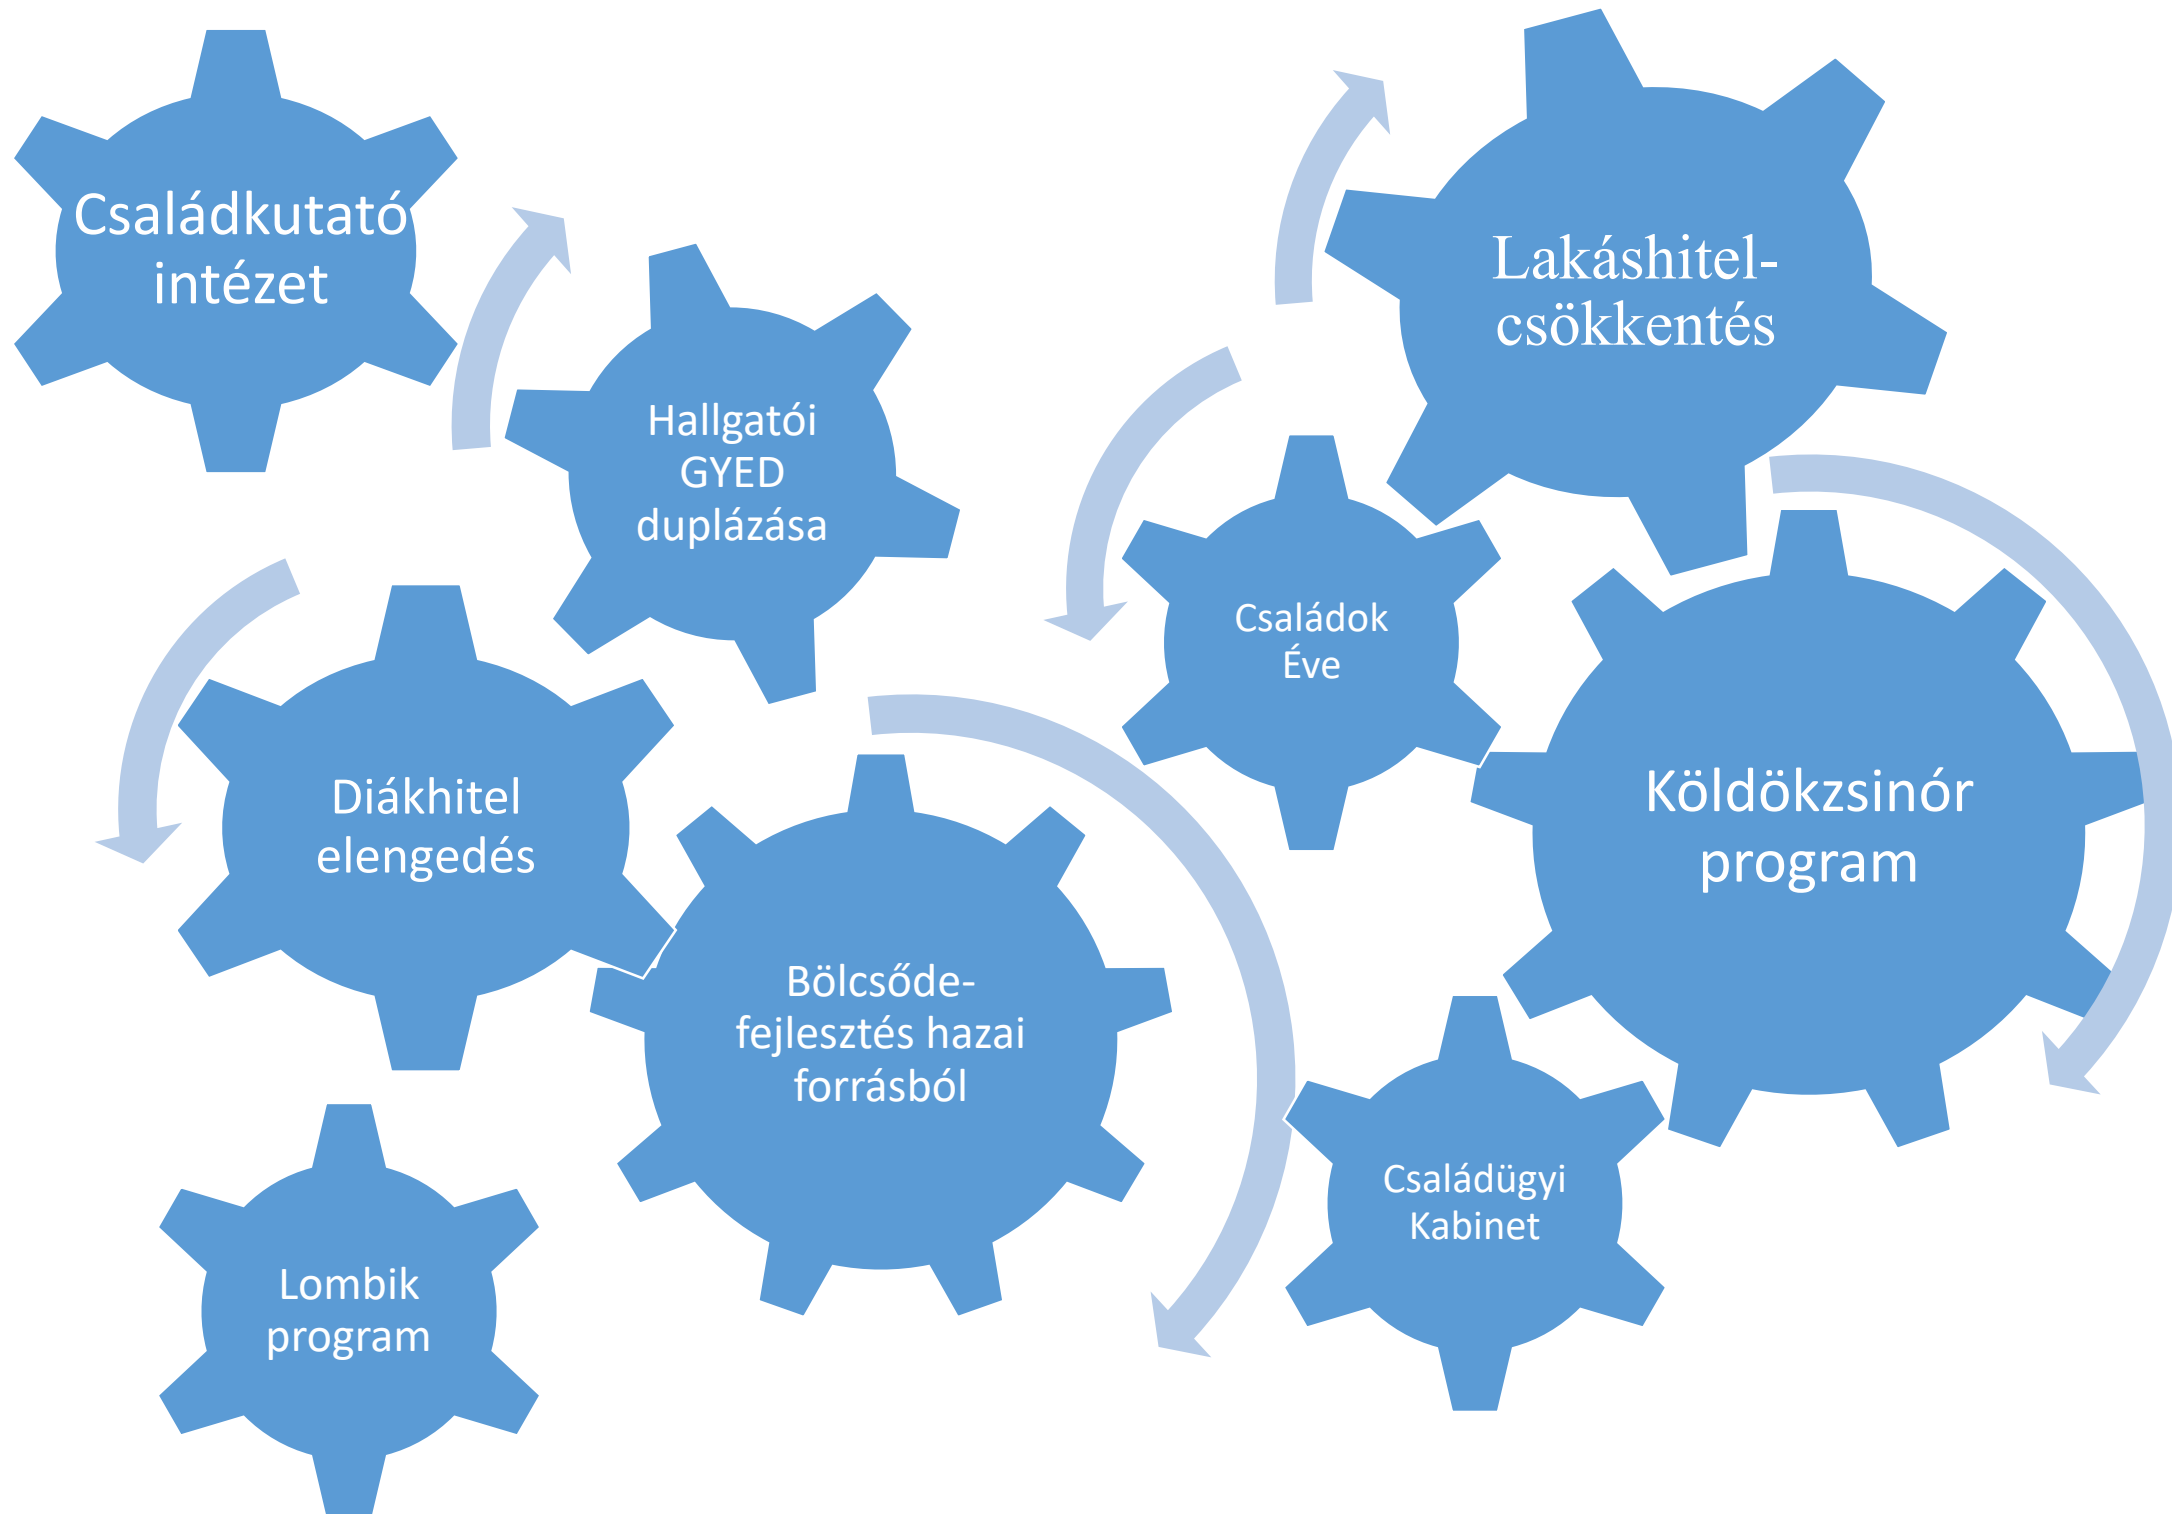 Családkutató
intézet
Hallgatói
GYED
duplázása
Diákhitel
elengedés
Bölcsőde-
fejlesztés hazai
forrásból
Lombik
program
Lakáshitel-
csökkentés
Családok
Éve
Köldökzsinór
program
Családügyi
Kabinet